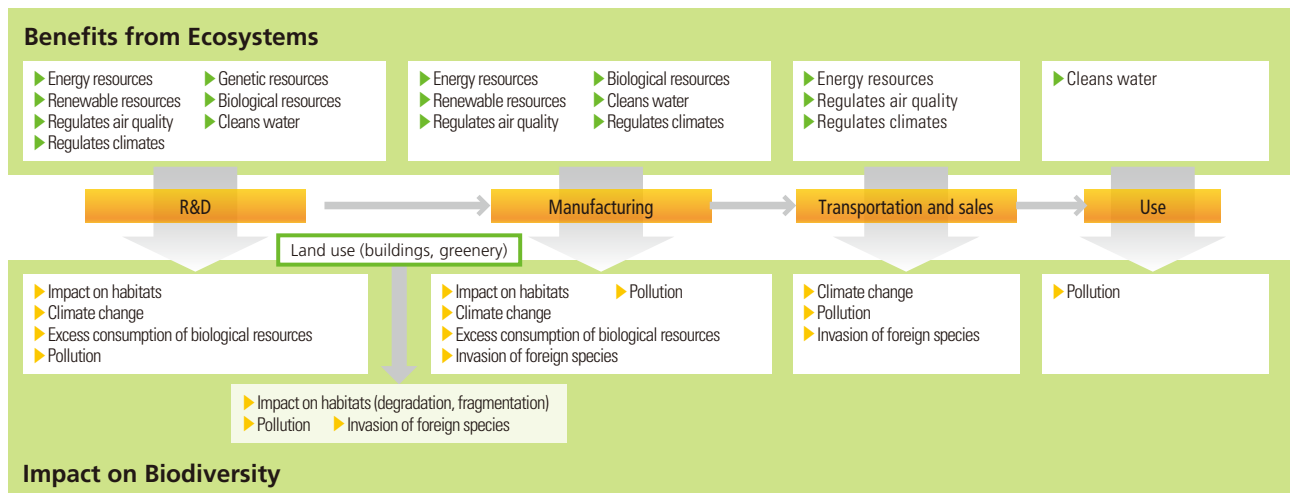 Benefits from Ecosystems
Energy resources
Renewable resources
Regulates air quality
Regulates climates
Genetic resources
Biological resources
Cleans water
Energy resources
Renewable resources
Regulates air quality
Biological resources
Cleans water
Regulates climates
Energy resources
Regulates air quality
Regulates climates
Cleans water
R&D
Manufacturing
Transportation and sales
Use
Land use (buildings, greenery)
Impact on habitats
Climate change
Excess consumption of biological resources
Pollution
Impact on habitats
Pollution
Climate change
Excess consumption of biological resources
Invasion of foreign species
Climate change
Pollution
Invasion of foreign species
Pollution
Impact on habitats (degradation, fragmentation)
Pollution
Invasion of foreign species
Impact on Biodiversity